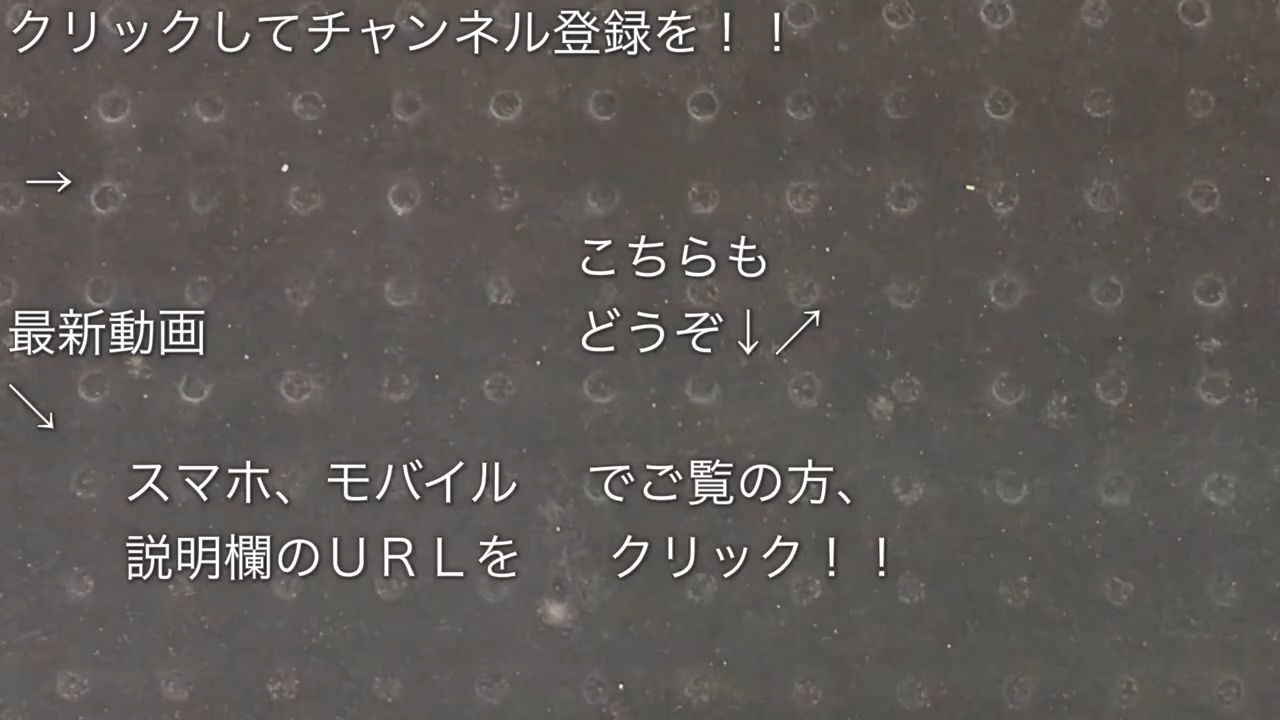 クリックしてチャンネル登録を！！
→
こちらも
最新動画
どうぞ↓↗
↘
スマホ、モバイル　でご覧の方、
説明欄のＵＲＬを　クリック！！